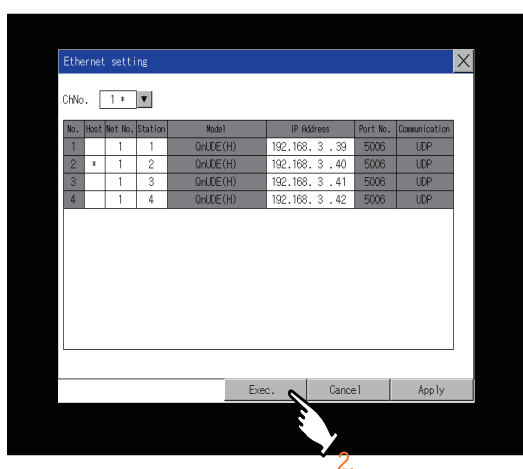 Ethernet setting
ChNo. 1 *
No. Host Net No. Station Model IP Address Port No. Communication
1 1 1 QnUDE(H) 192.168. 3 .39 5006 UDP
2 * 1 2 QnUDE(H) 192.168. 3 .40 5006 UDP
3 1 3 QnUDE(H) 192.168. 3 .41 5006 UDP
4 1 4 QnUDE(H) 192.168. 3 .42 5006 UDP
Exec. Cancel Apply
2.